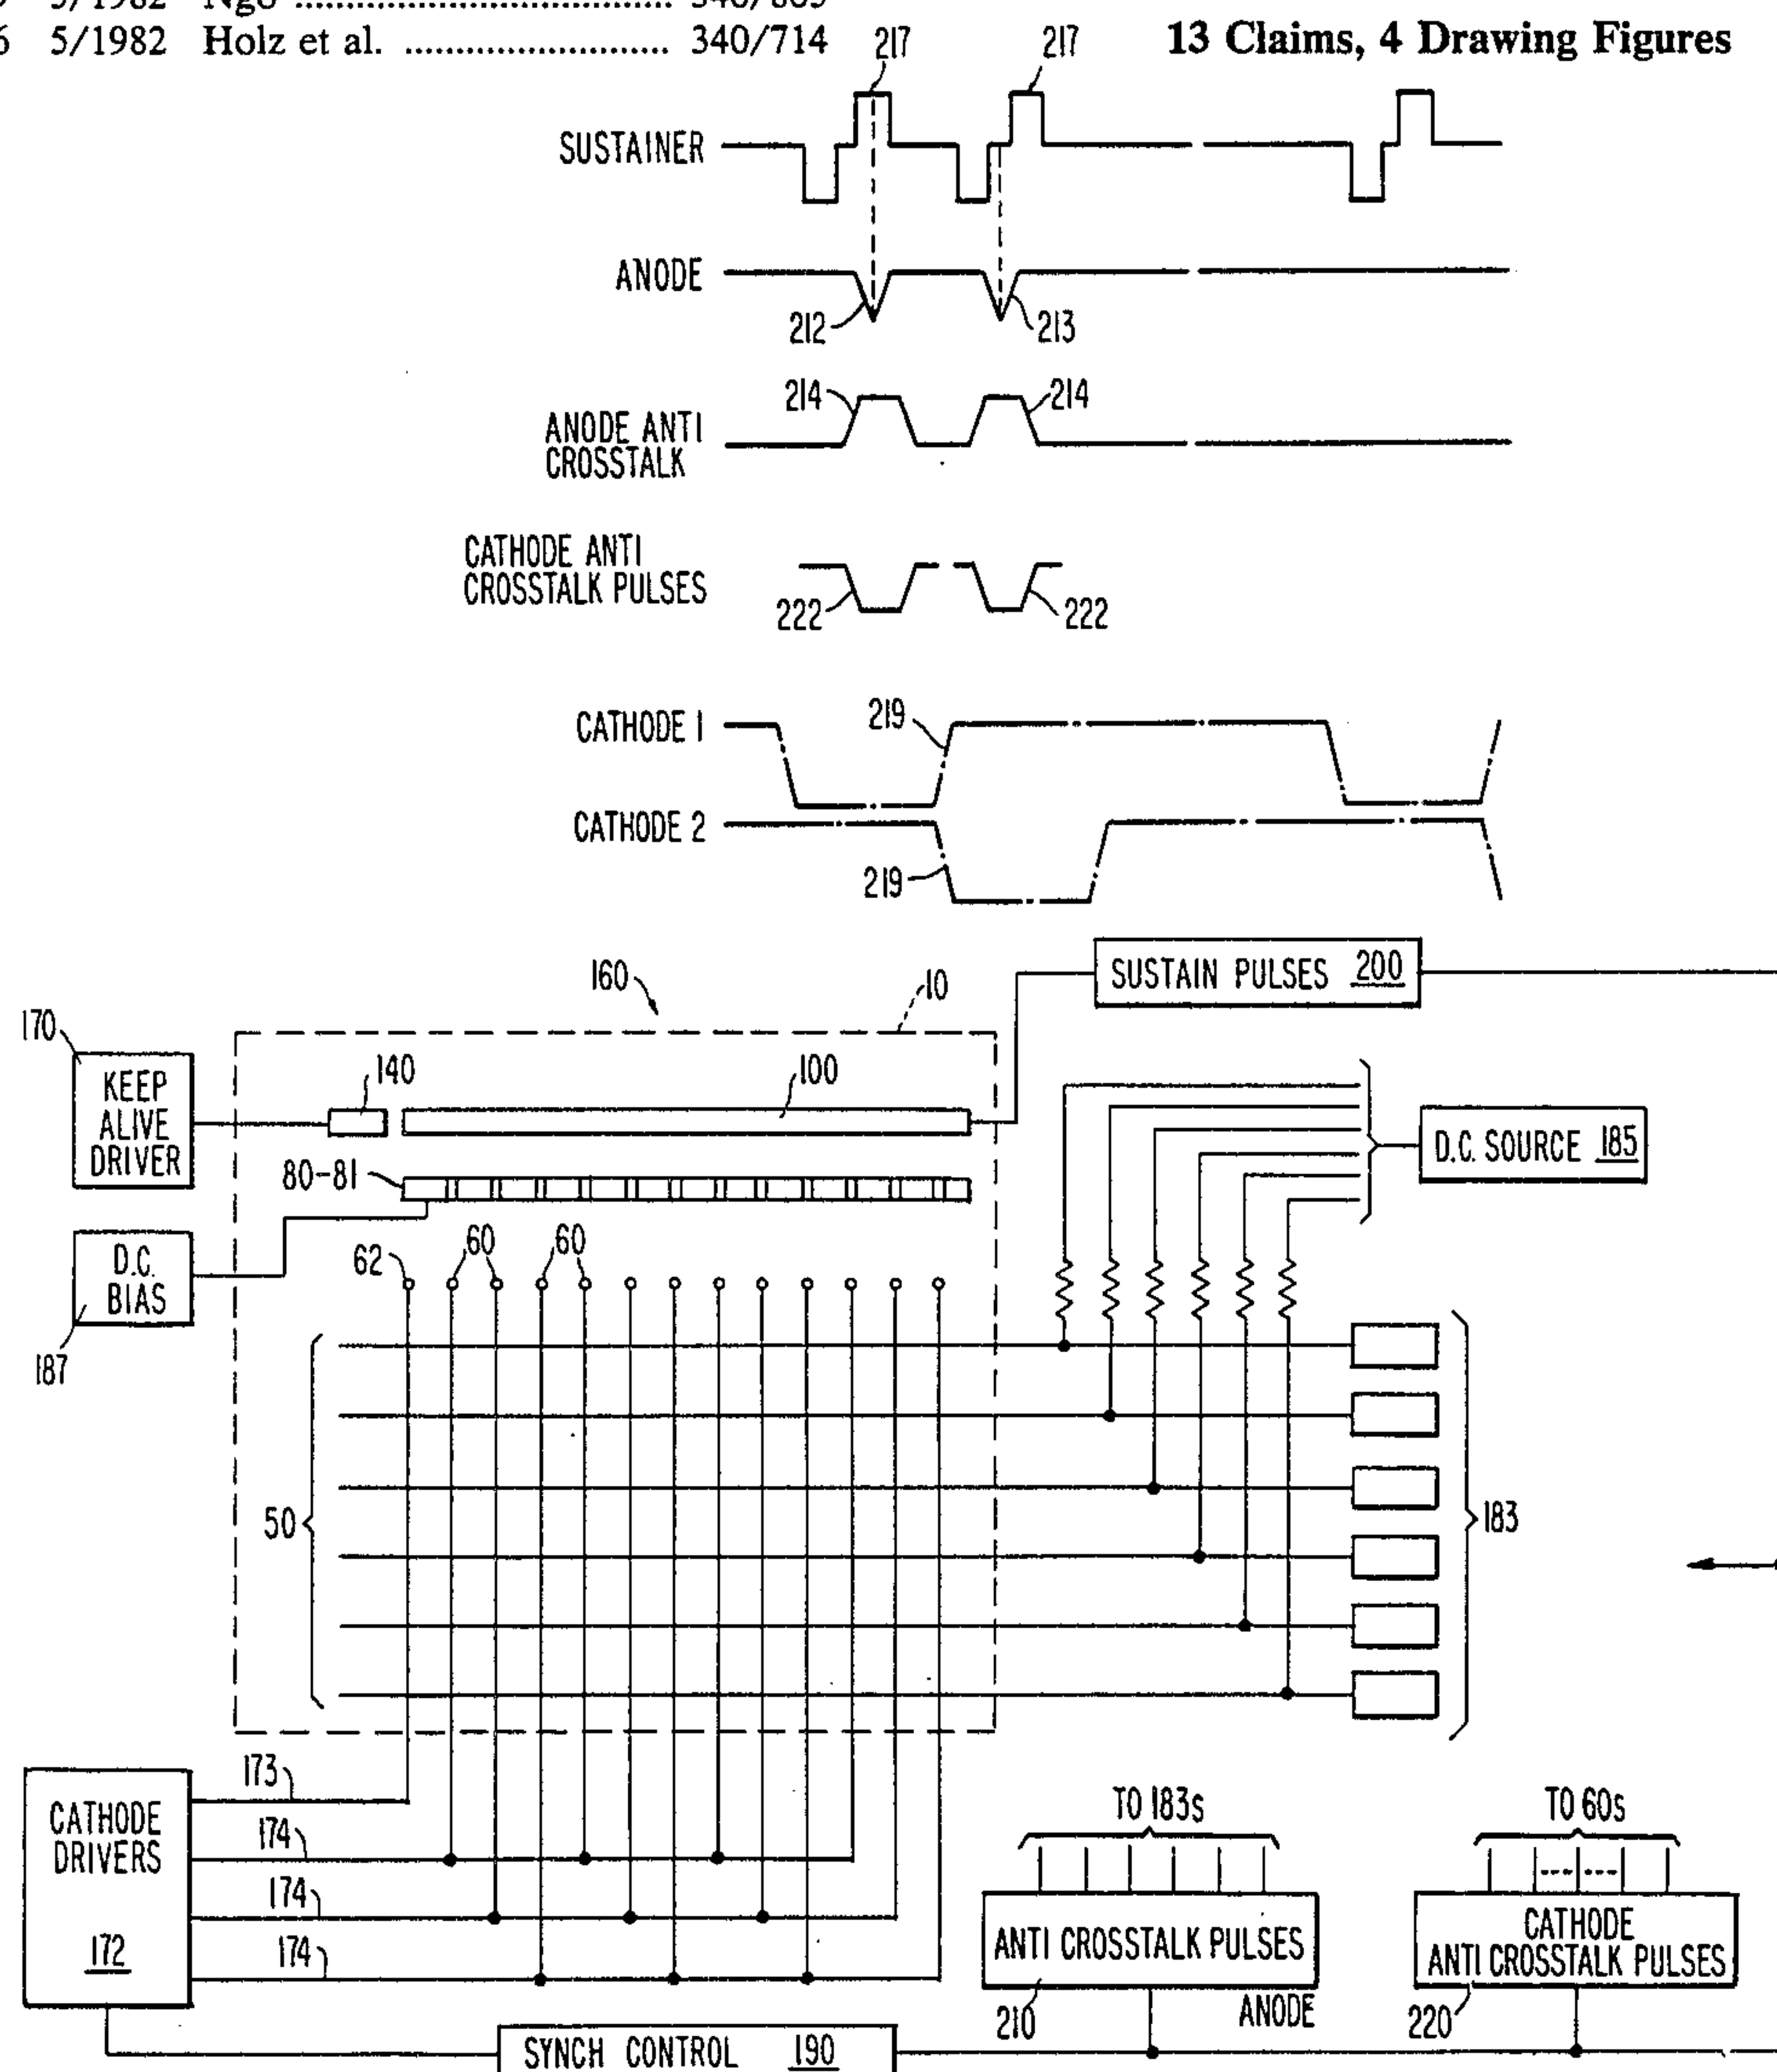 5/1982 Ngo ........................................
6 5/1982 Holz et al. ........................... 340/714
13 Claims, 4 Drawing Figures
217 217
SUSTAINER
ANODE
212 213
214 214
ANODE ANTI
CROSSTALK
CATHODE ANTI
CROSSTALK PULSES
222 222
CATHODE 1 219
CATHODE 2
219
160 10
SUSTAIN PULSES 200
170
KEEP
ALIVE
DRIVER
140 100
80-81
D.C. SOURCE 185
D.C.
BIAS
62 60 60
187
50
183
173
CATHODE
DRIVERS
172
174
174
174
TO 183s
TO 60s
ANTI CROSSTALK PULSES
CATHODE
ANTI CROSSTALK PULSES
210 ANODE
220
SYNCH CONTROL 190